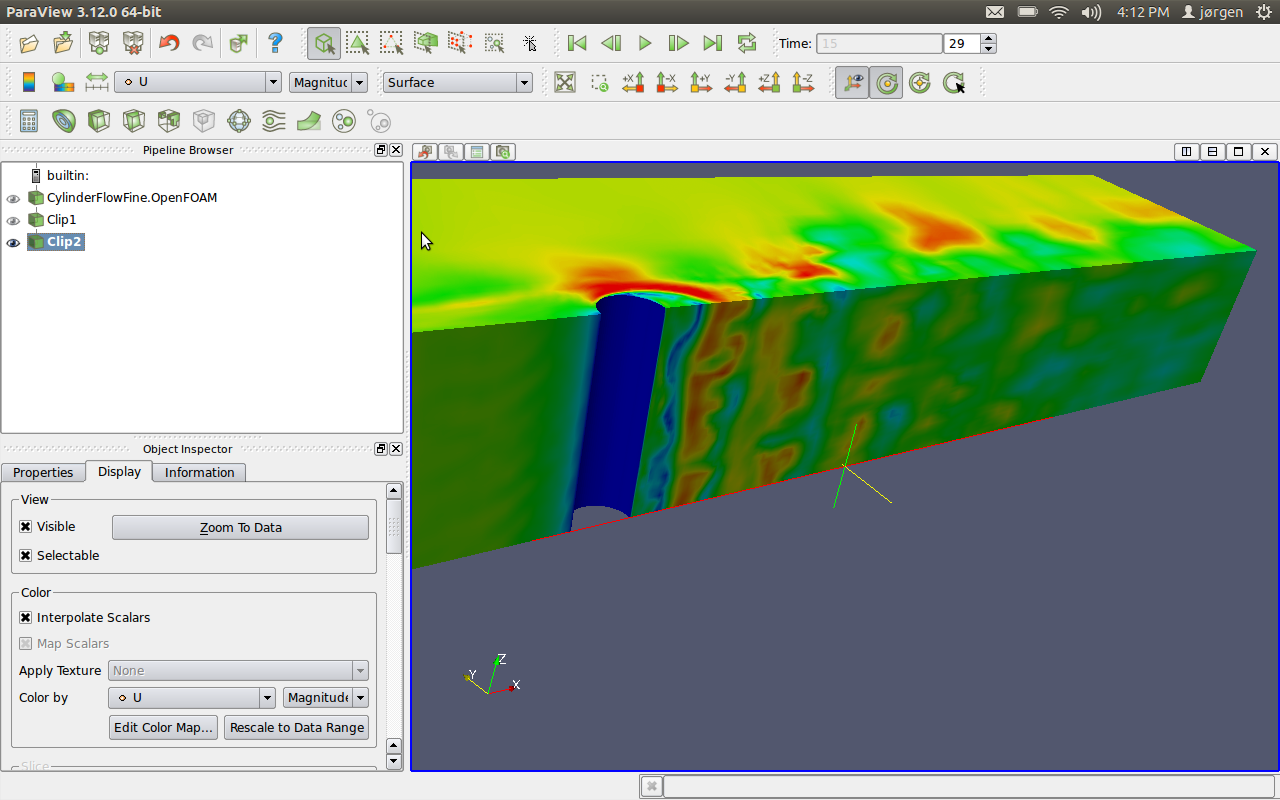 ParaView 3.12.0 64-bit
4:12 PM jørgen
Time: 15 29
U Magnitud Surface
+X -X +Y -Y +Z -Z
Pipeline Browser
builtin:
CylinderFlowFine.OpenFOAM
Clip1
Clip2
Object Inspector
Properties Display Information
View
Visible Zoom To Data
Selectable
Color
Interpolate Scalars
Map Scalars
Apply Texture None
Color by U Magnitude
Edit Color Map... Rescale to Data Range
Slice
Z
Y
X